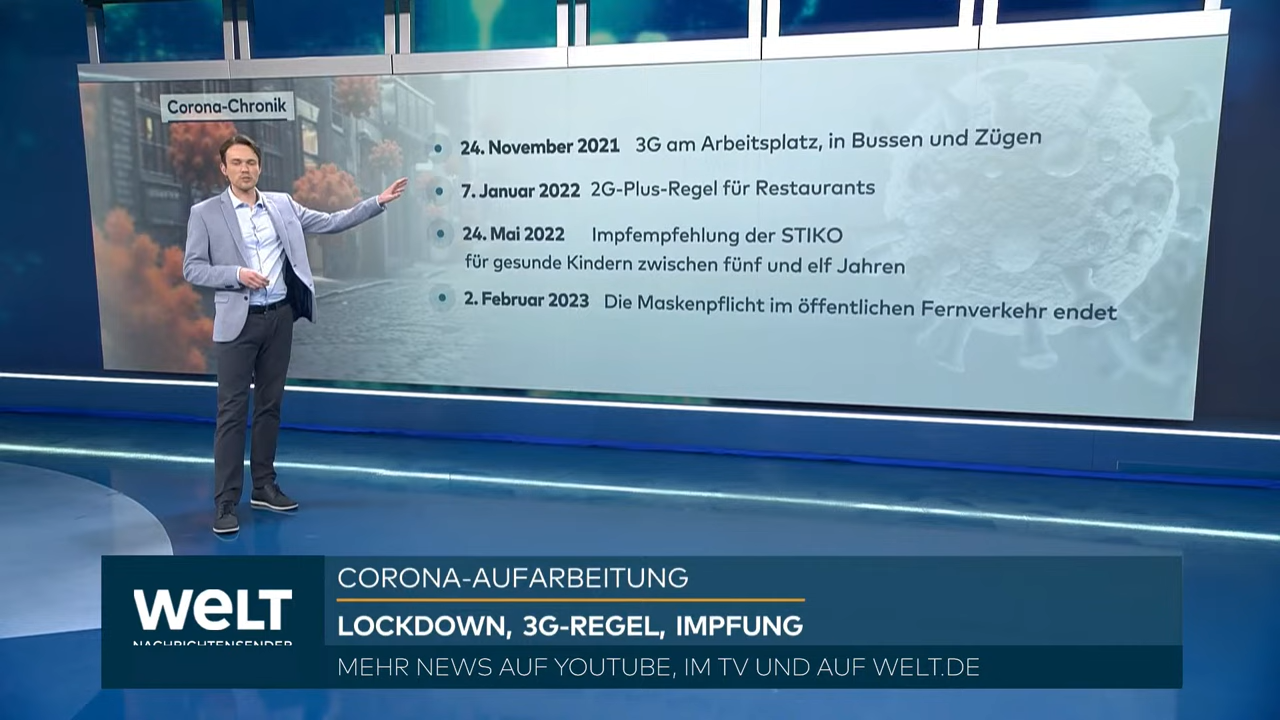 Corona-Chronik
24. November 2021 3G am Arbeitsplatz, in Bussen und Zügen
7. Januar 2022 2G-Plus-Regel für Restaurants
24. Mai 2022 Impfempfehlung der STIKO
für gesunde Kindern zwischen fünf und elf Jahren
2. Februar 2023 Die Maskenpflicht im öffentlichen Fernverkehr endet
WELT
NACHRICHTENSENDER
CORONA-AUFARBEITUNG
LOCKDOWN, 3G-REGEL, IMPFUNG
MEHR NEWS AUF YOUTUBE, IM TV UND AUF WELT.DE